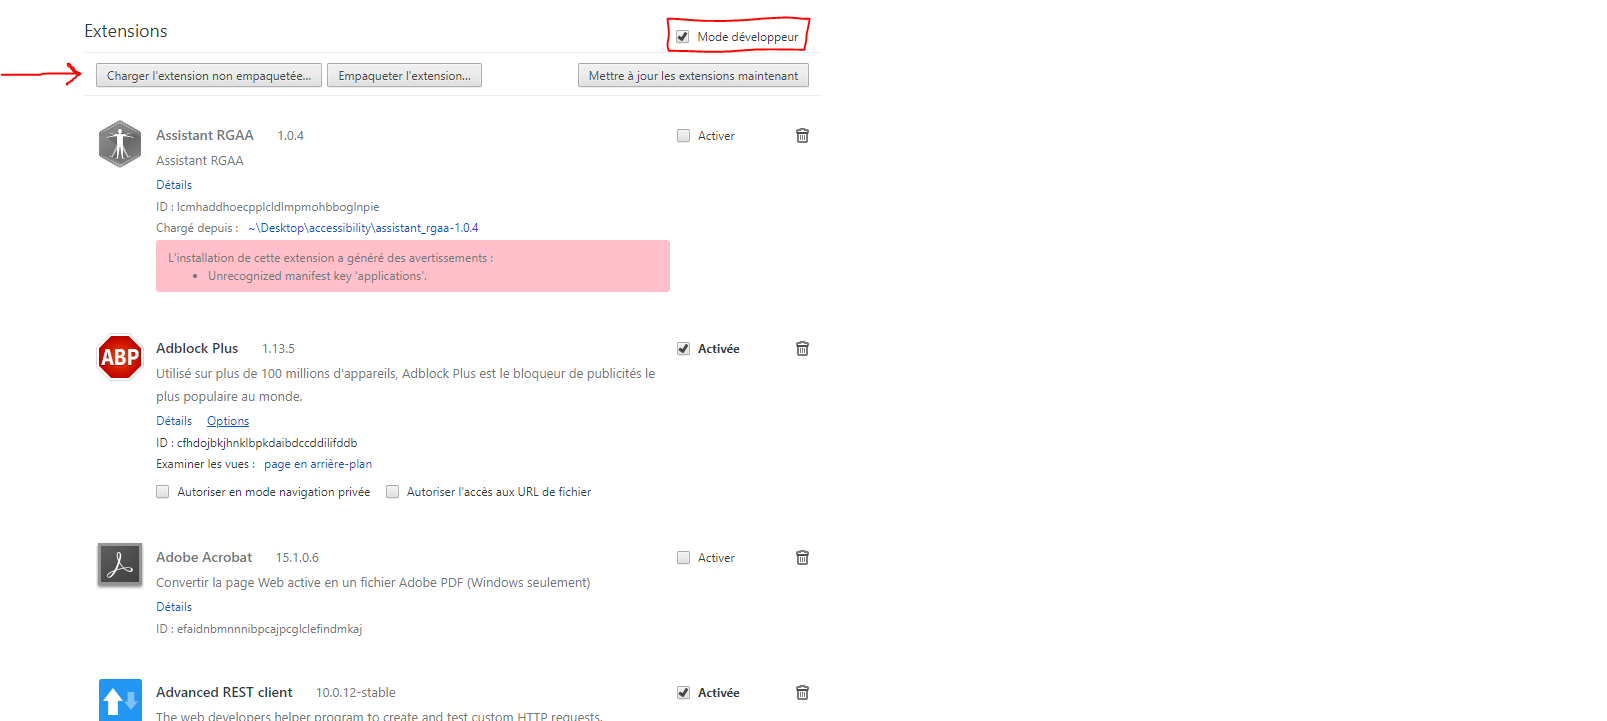 Extensions
Mode développeur
Charger l'extension non empaquetée...
Empaqueter l'extension...
Mettre à jour les extensions maintenant
Assistant RGAA 1.0.4
Activer
Assistant RGAA
Détails
ID : lcmhaddhoecpplcldlmpmohbboglnpie
Chargé depuis : ~\Desktop\accessibility\assistant_rgaa-1.0.4
L'installation de cette extension a généré des avertissements :
• Unrecognized manifest key 'applications'.
ABP
Adblock Plus 1.13.5
Activée
Utilisé sur plus de 100 millions d'appareils, Adblock Plus est le bloqueur de publicités le
plus populaire au monde.
Détails Options
ID : cfhdojbkjhnklbpkdaibdccddilifddb
Examiner les vues : page en arrière-plan
Autoriser en mode navigation privée Autoriser l'accès aux URL de fichier
Adobe Acrobat 15.1.0.6
Activer
Convertir la page Web active en un fichier Adobe PDF (Windows seulement)
Détails
ID : efaidnbmnnnibpcajpcglclefindmkaj
Advanced REST client 10.0.12-stable
Activée
The web developers helper program to create and test custom HTTP requests.